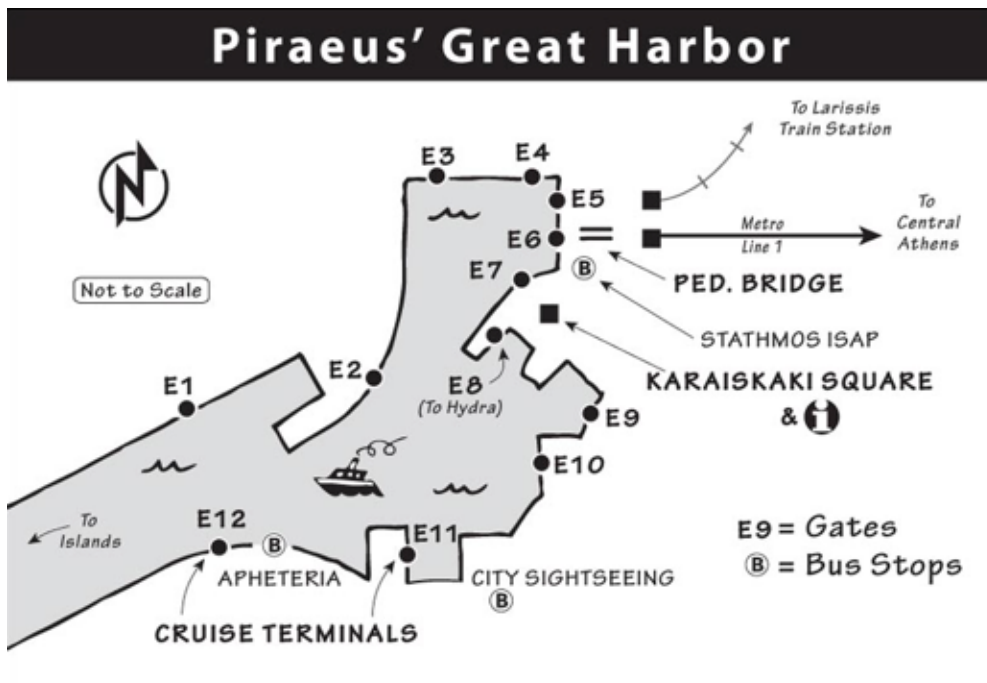 Piraeus' Great Harbor
To Larissis
Train Station
N
E3
E4
E5
To
Central
Athens
Metro
Line 1
E6
E7
B
PED. BRIDGE
Not to Scale
STATHMOS ISAP
E2
E8
(To Hydra)
KARAISKAKI SQUARE
& i
E1
E9
E10
To
Islands
E12
B
APHETERIA
E11
CITY SIGHTSEEING
B
E9 = Gates
B = Bus Stops
CRUISE TERMINALS